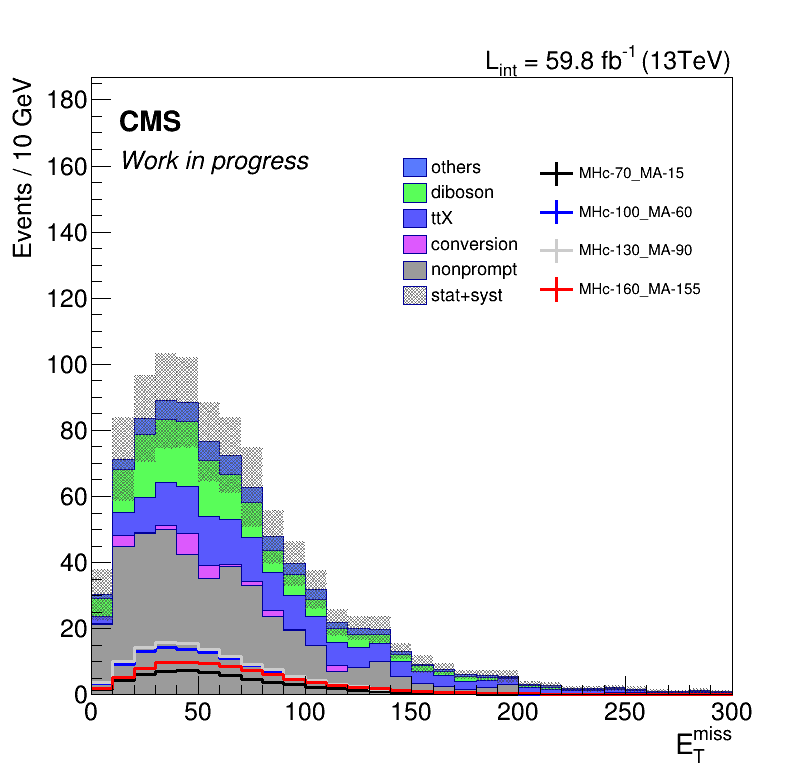 L_int = 59.8 fb^-1 (13TeV)
Events / 10 GeV
180
160
140
120
100
80
60
40
20
0
CMS
Work in progress
others
diboson
ttX
conversion
nonprompt
stat+syst
MHc-70_MA-15
MHc-100_MA-60
MHc-130_MA-90
MHc-160_MA-155
0 50 100 150 200 250 300
E_T^miss